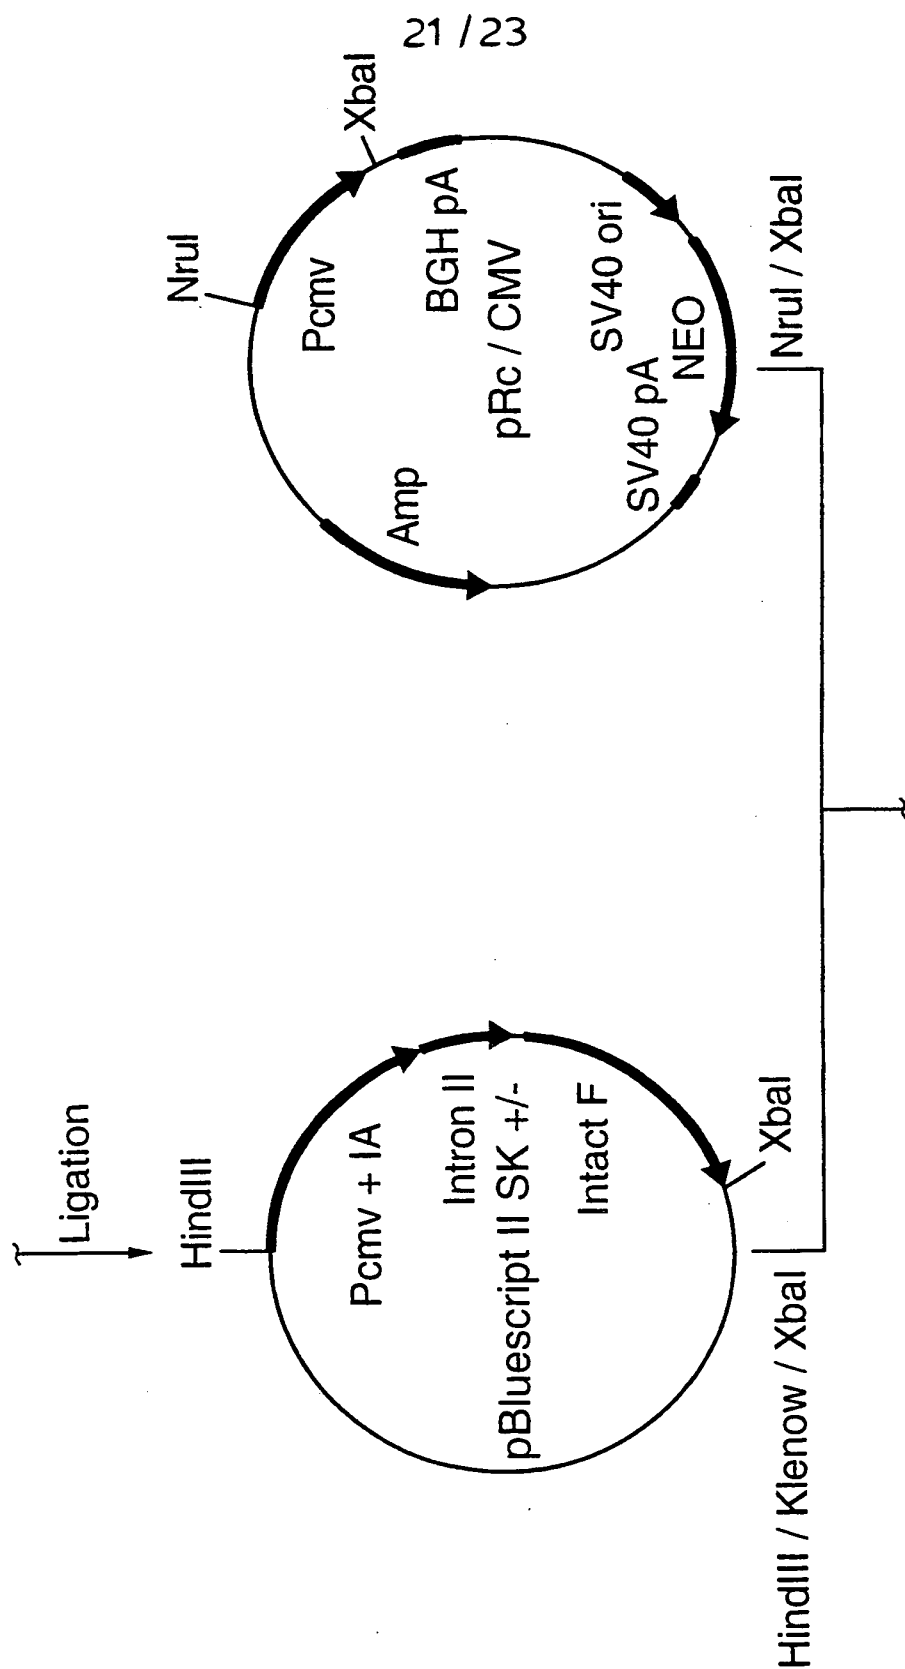 21 / 23
Ligation
HindIII
Pcmv + IA
Intron II
pBluescript II SK +/-
Intact F
XbaI
HindIII / Klenow / XbaI
NruI
XbaI
Pcmv
BGH pA
pRc / CMV
SV40 ori
NEO
SV40 pA
Amp
NruI / XbaI